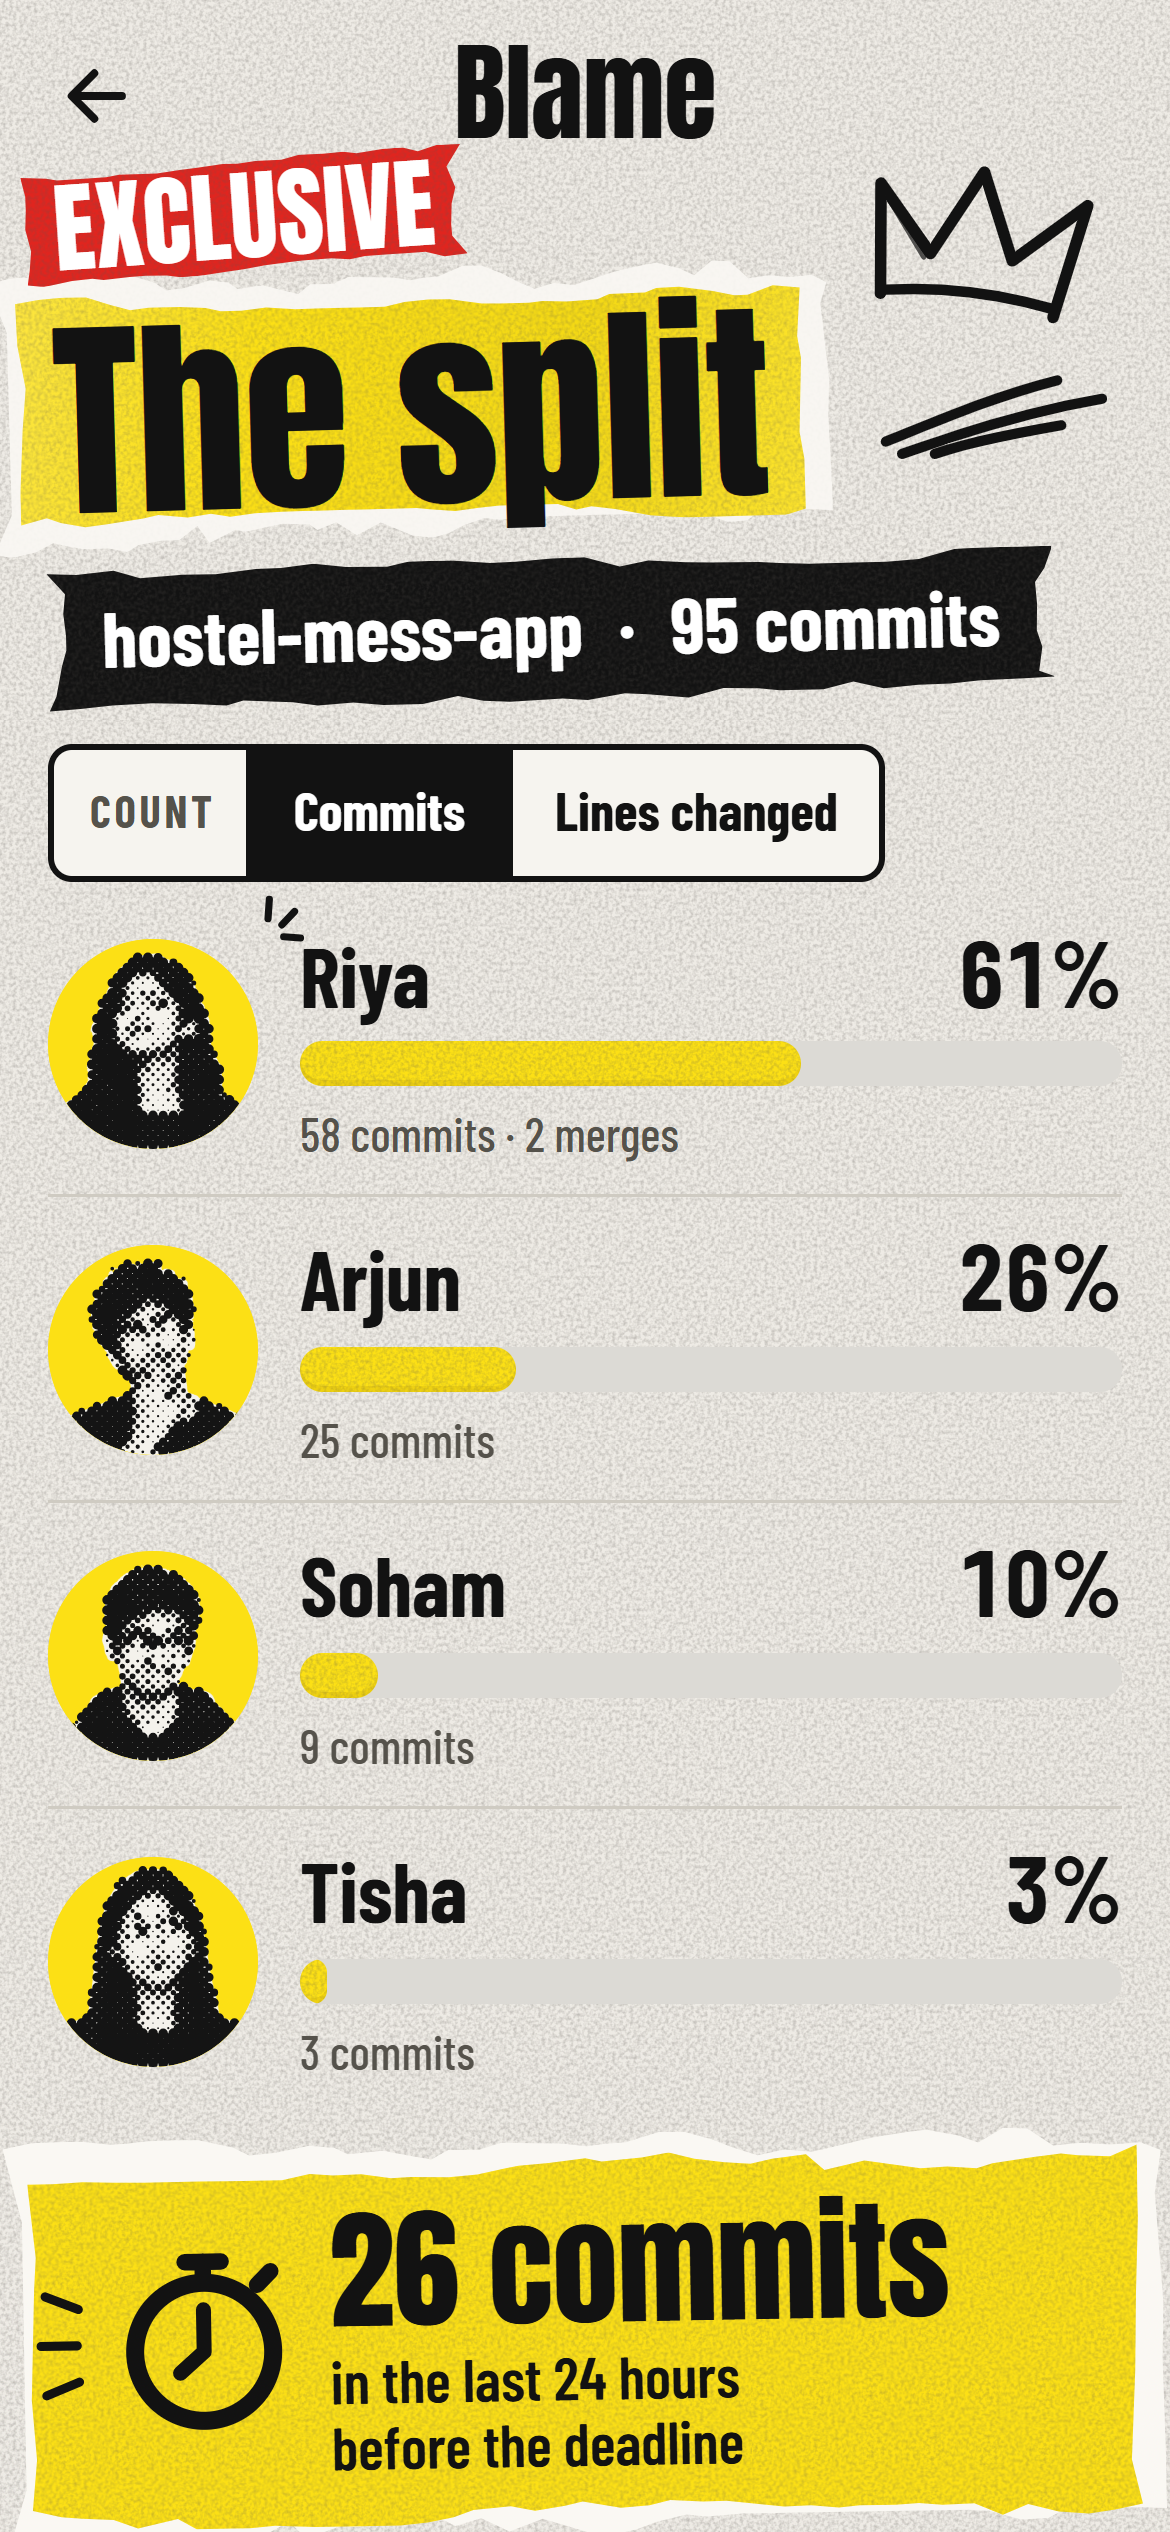 Blame
EXCLUSIVE
The split
hostel-mess-app · 95 commits
COUNT Commits Lines changed
Riya 61%
58 commits · 2 merges
Arjun 26%
25 commits
Soham 10%
9 commits
Tisha 3%
3 commits
26 commits
in the last 24 hours
before the deadline